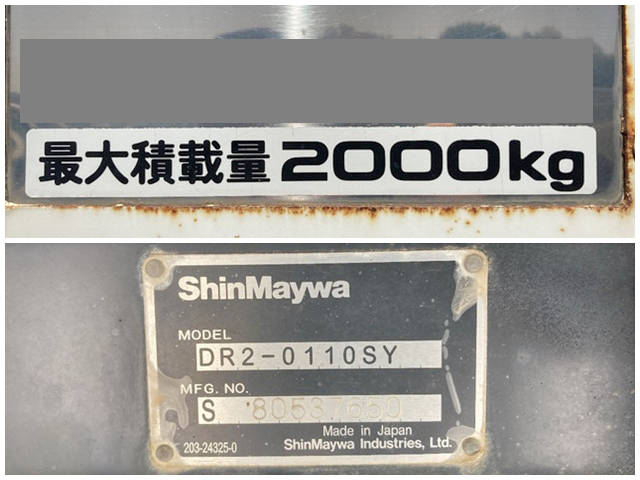 最大積載量 2000kg
ShinMaywa
MODEL
DR2-0110SY
MFG. NO.
S 80537650
Made in Japan
203-24325-0 ShinMaywa Industries, Ltd.